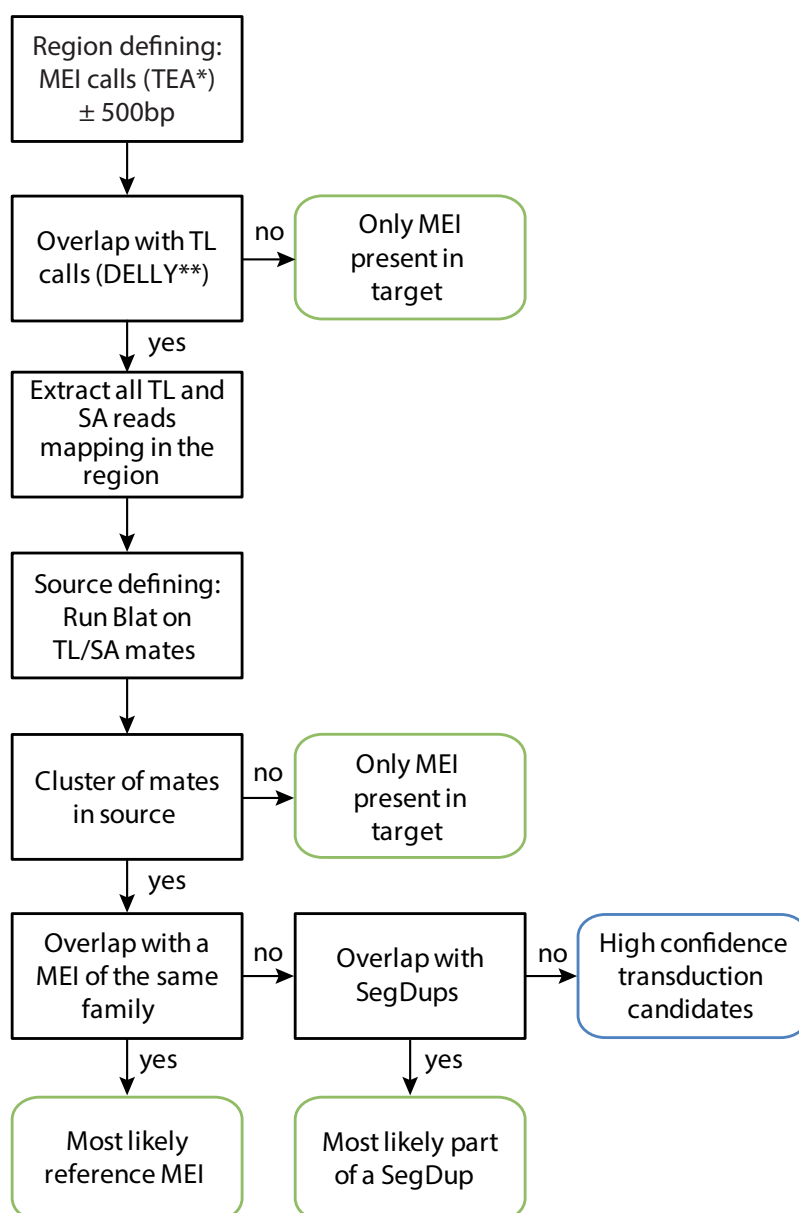 Region defining:
MEI calls (TEA*)
± 500bp
Overlap with TL
calls (DELLY**)
no
Only MEI
present in
target
yes
Extract all TL and
SA reads
mapping in the
region
Source defining:
Run Blat on
TL/SA mates
Cluster of mates
in source
no
Only MEI
present in
target
yes
Overlap with a
MEI of the same
family
no
Overlap with
SegDups
no
High confidence
transduction
candidates
yes
yes
Most likely
reference MEI
Most likely part
of a SegDup